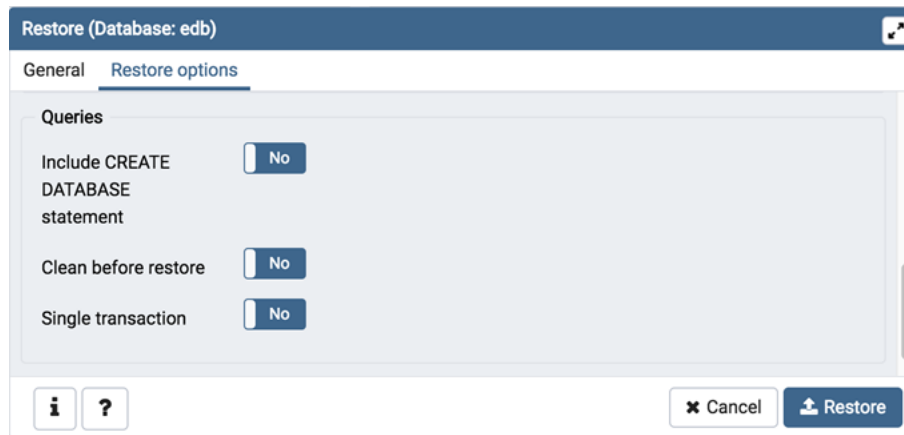 Restore (Database: edb)
General Restore options
Queries
Include CREATE No
DATABASE
statement
Clean before restore No
Single transaction No
i ? Cancel Restore